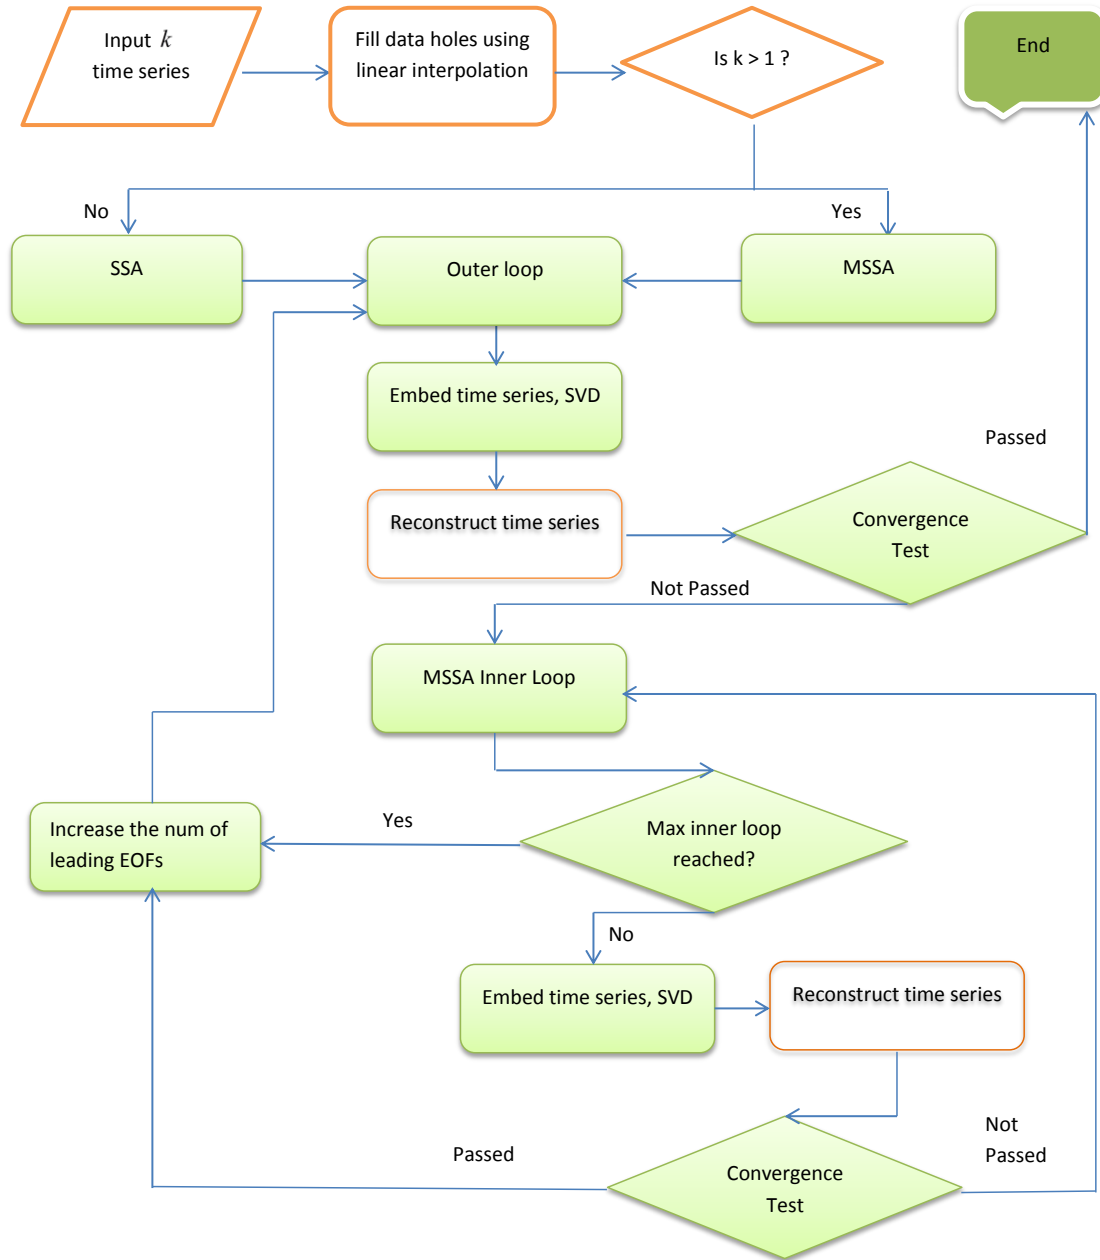 Input k
time series
Fill data holes using
linear interpolation
Is k > 1 ?
End
No
Yes
SSA
Outer loop
MSSA
Embed time series, SVD
Passed
Reconstruct time series
Convergence
Test
Not Passed
MSSA Inner Loop
Increase the num of
leading EOFs
Yes
Max inner loop
reached?
No
Embed time series, SVD
Reconstruct time series
Passed
Convergence
Test
Not
Passed